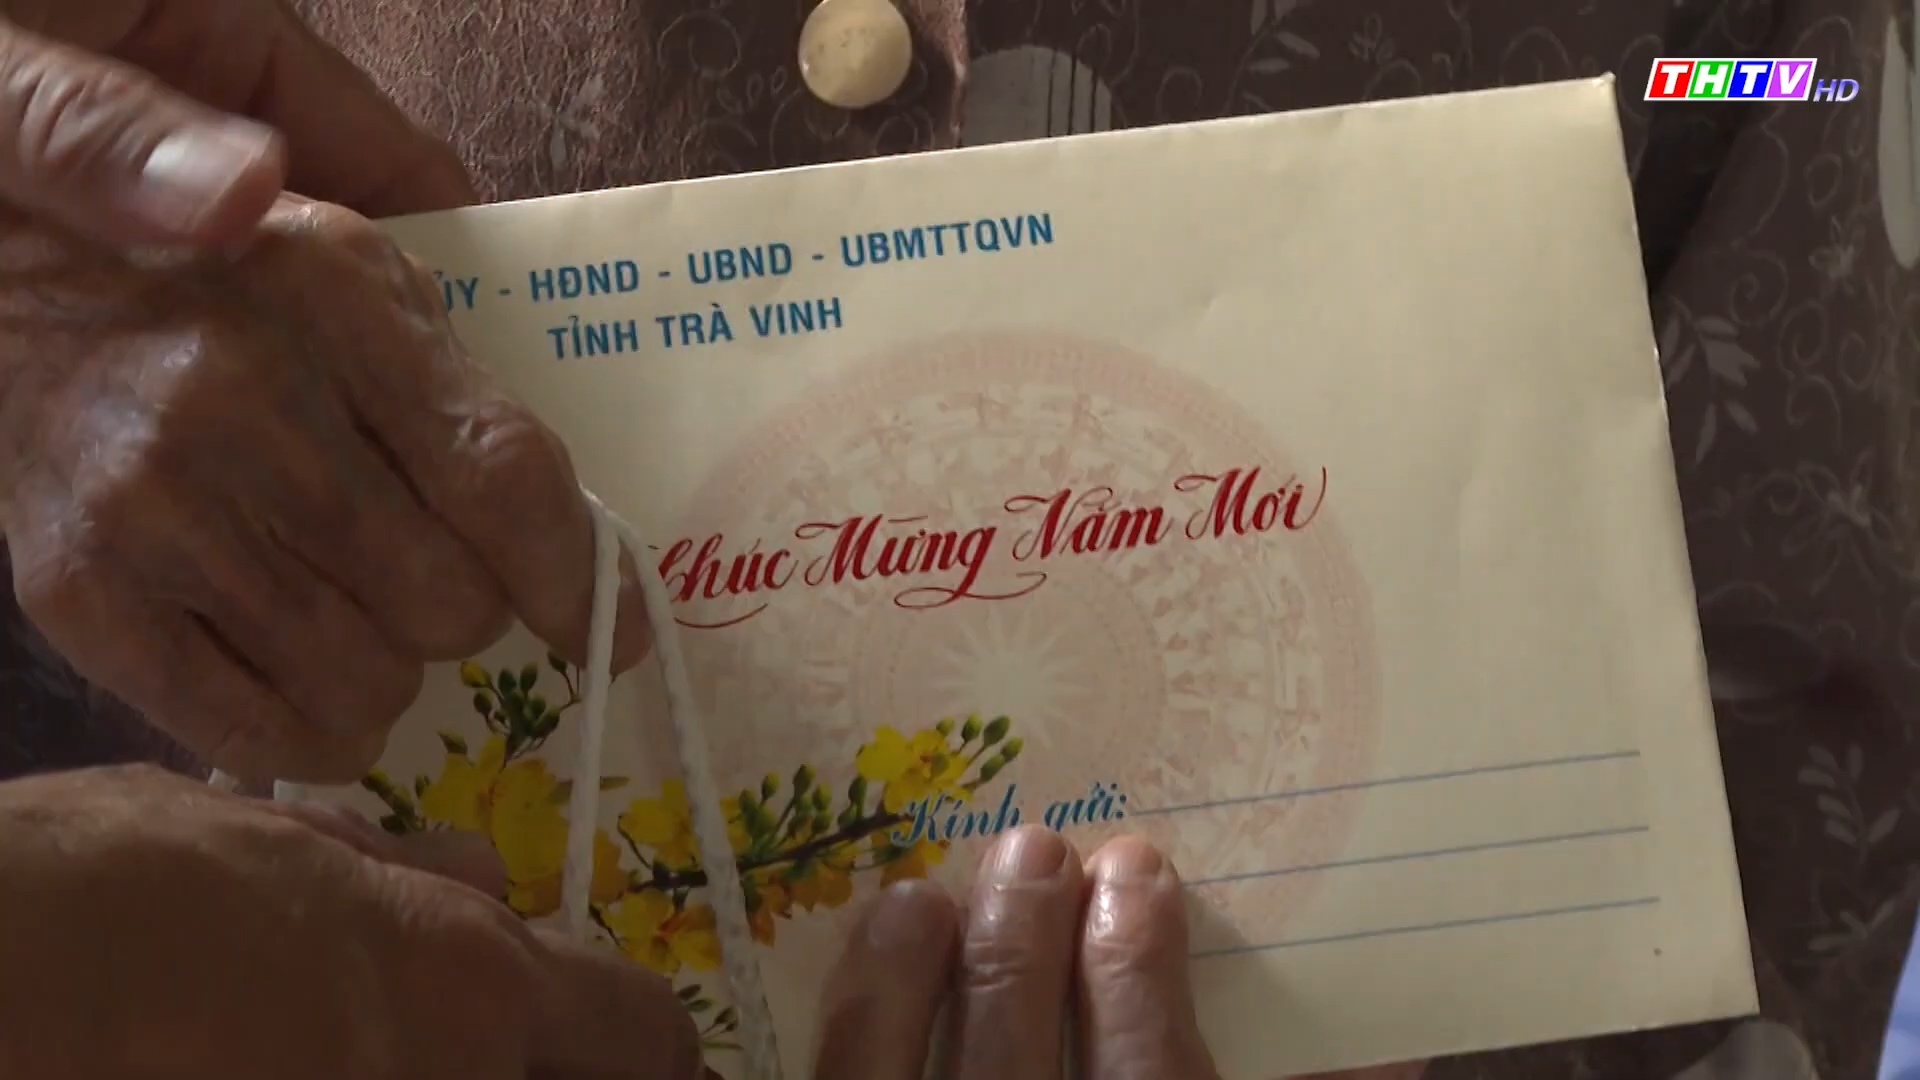 THTV HD
ỦY - HĐND - UBND - UBMTTQVN
TỈNH TRÀ VINH
Chúc Mừng Năm Mới
Kính gửi: